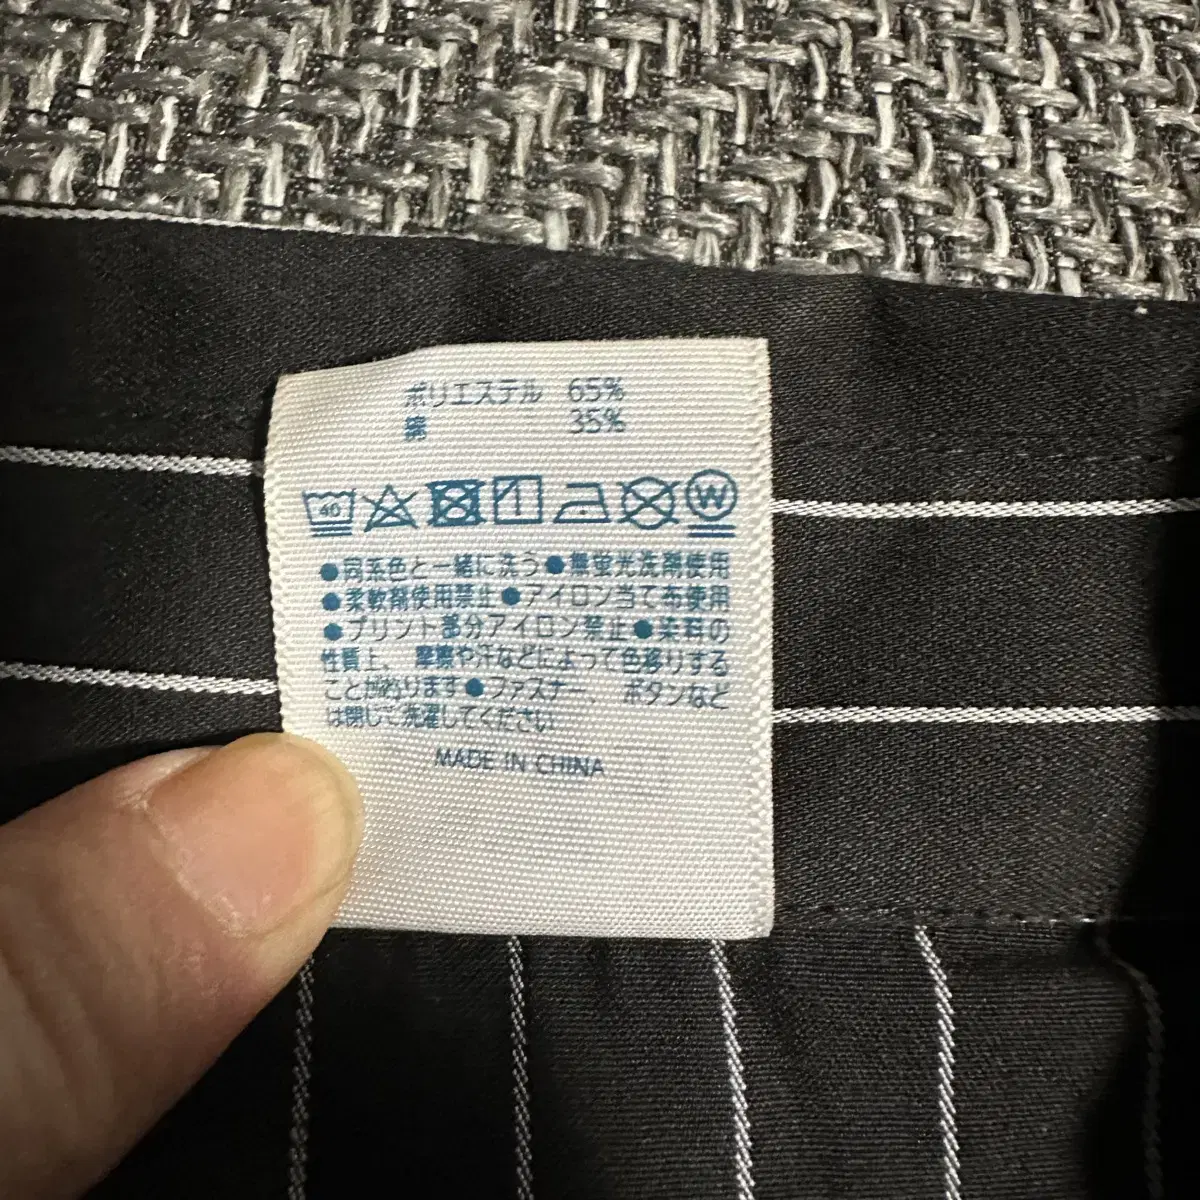 ポリエステル 65%
綿 35%
40 W
●同系色と一緒に洗う●無蛍光洗剤使用
●柔軟剤使用禁止●アイロン当て布使用
●プリント部分アイロン禁止●染料の
性質上、摩擦や汗などによって色移りする
ことがあります●ファスナー、ボタンなど
は閉じて洗濯してください
MADE IN CHINA